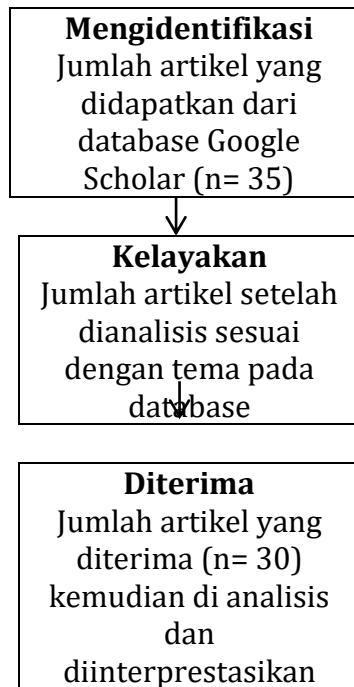 Mengidentifikasi
Jumlah artikel yang
didapatkan dari
database Google
Scholar (n= 35)
Kelayakan
Jumlah artikel setelah
dianalisis sesuai
dengan tema pada
database
Diterima
Jumlah artikel yang
diterima (n= 30)
kemudian di analisis
dan
diinterprestasikan